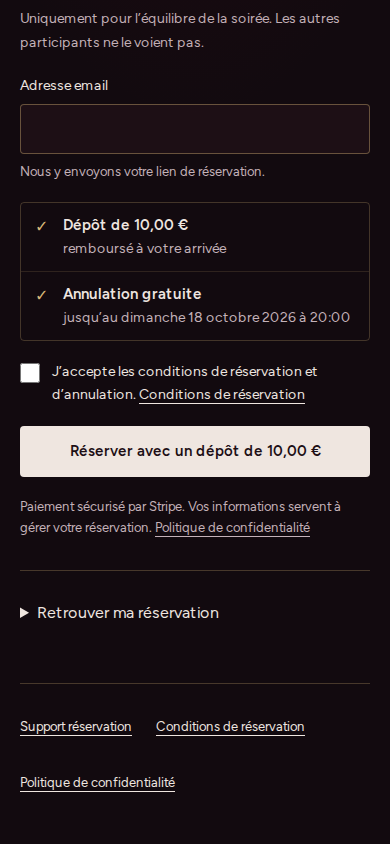 Uniquement pour l’équilibre de la soirée. Les autres
participants ne le voient pas.
Adresse email
Nous y envoyons votre lien de réservation.
✓ Dépôt de 10,00 €
remboursé à votre arrivée
✓ Annulation gratuite
jusqu’au dimanche 18 octobre 2026 à 20:00
J’accepte les conditions de réservation et
d’annulation. Conditions de réservation
Réserver avec un dépôt de 10,00 €
Paiement sécurisé par Stripe. Vos informations servent à
gérer votre réservation. Politique de confidentialité
▶ Retrouver ma réservation
Support réservation Conditions de réservation
Politique de confidentialité